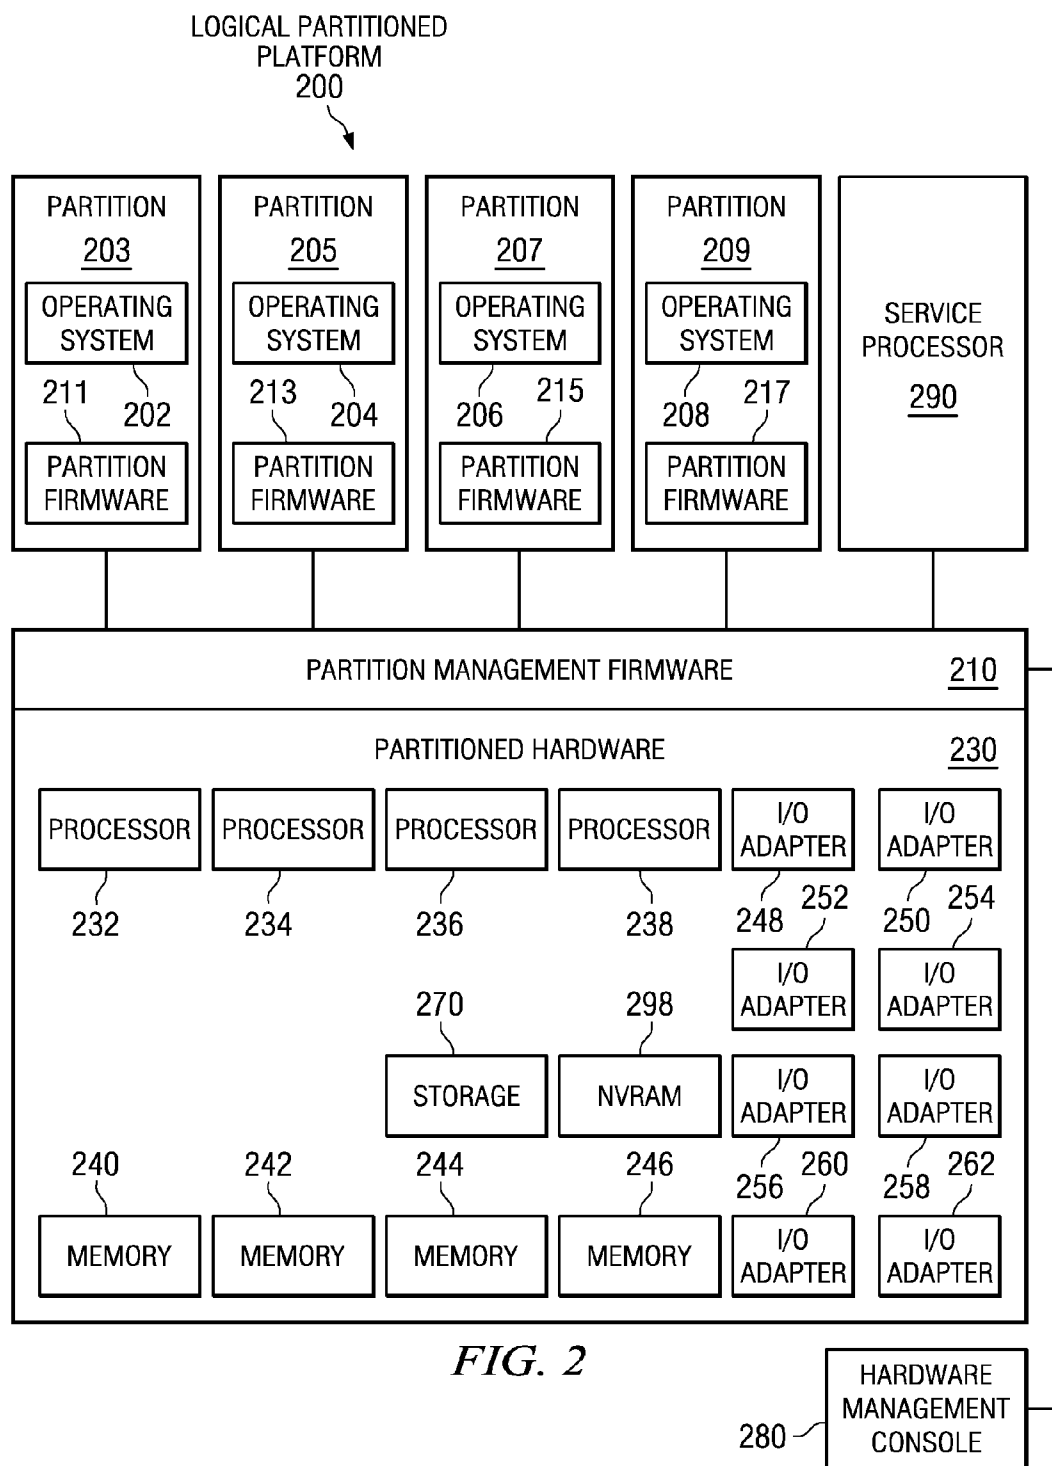 LOGICAL PARTITIONED
PLATFORM
200
PARTITION
203
OPERATING
SYSTEM
211
202
PARTITION
FIRMWARE
PARTITION
205
OPERATING
SYSTEM
213
204
PARTITION
FIRMWARE
PARTITION
207
OPERATING
SYSTEM
206
215
PARTITION
FIRMWARE
PARTITION
209
OPERATING
SYSTEM
208
217
PARTITION
FIRMWARE
SERVICE
PROCESSOR
290
PARTITION MANAGEMENT FIRMWARE
210
PARTITIONED HARDWARE
230
PROCESSOR
232
PROCESSOR
234
PROCESSOR
236
PROCESSOR
238
I/O
ADAPTER
248
I/O
ADAPTER
250
252
I/O
ADAPTER
254
I/O
ADAPTER
270
STORAGE
298
NVRAM
I/O
ADAPTER
256
I/O
ADAPTER
258
240
MEMORY
242
MEMORY
244
MEMORY
246
MEMORY
260
I/O
ADAPTER
262
I/O
ADAPTER
FIG. 2
280
HARDWARE
MANAGEMENT
CONSOLE